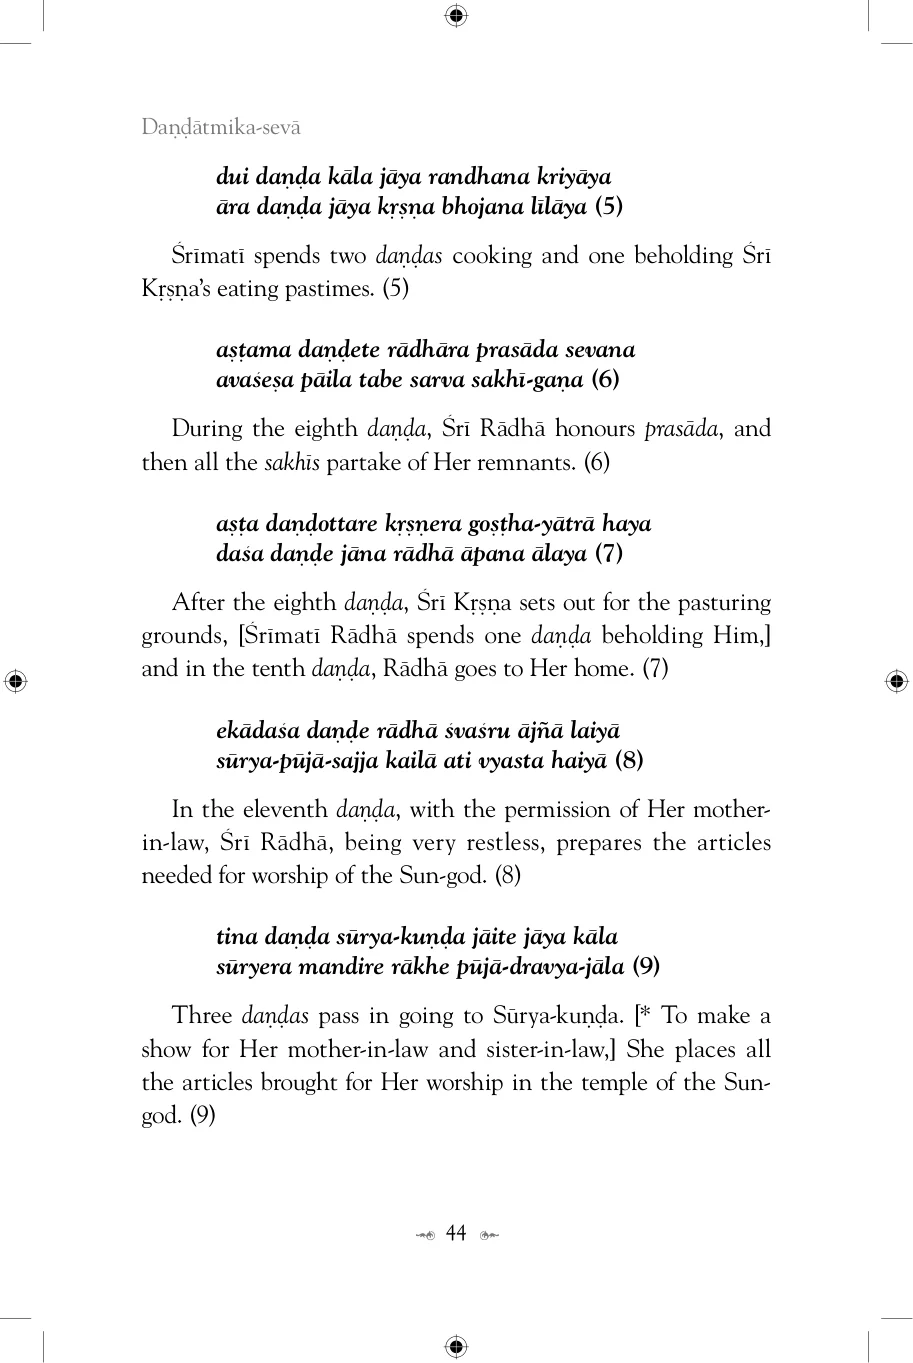 Daṇḍātmika-sevā
dui daṇḍa kāla jāya randhana kriyāya
āra daṇḍa jāya kṛṣṇa bhojana līlāya (5)
Śrīmatī spends two daṇḍas cooking and one beholding Śrī
Kṛṣṇa’s eating pastimes. (5)
aṣṭama daṇḍete rādhāra prasāda sevana
avaśeṣa pāila tabe sarva sakhī-gaṇa (6)
During the eighth daṇḍa, Śrī Rādhā honours prasāda, and
then all the sakhīs partake of Her remnants. (6)
aṣṭa daṇḍottare kṛṣṇera goṣṭha-yātrā haya
daśa daṇḍe jāna rādhā āpana ālaya (7)
After the eighth daṇḍa, Śrī Kṛṣṇa sets out for the pasturing
grounds, [Śrīmatī Rādhā spends one daṇḍa beholding Him,]
and in the tenth daṇḍa, Rādhā goes to Her home. (7)
ekādaśa daṇḍe rādhā śvaśru ājñā laiyā
sūrya-pūjā-sajja kailā ati vyasta haiyā (8)
In the eleventh daṇḍa, with the permission of Her mother-
in-law, Śrī Rādhā, being very restless, prepares the articles
needed for worship of the Sun-god. (8)
tina daṇḍa sūrya-kuṇḍa jāite jāya kāla
sūryera mandire rākhe pūjā-dravya-jāla (9)
Three daṇḍas pass in going to Sūrya-kuṇḍa. [* To make a
show for Her mother-in-law and sister-in-law,] She places all
the articles brought for Her worship in the temple of the Sun-
god. (9)
44